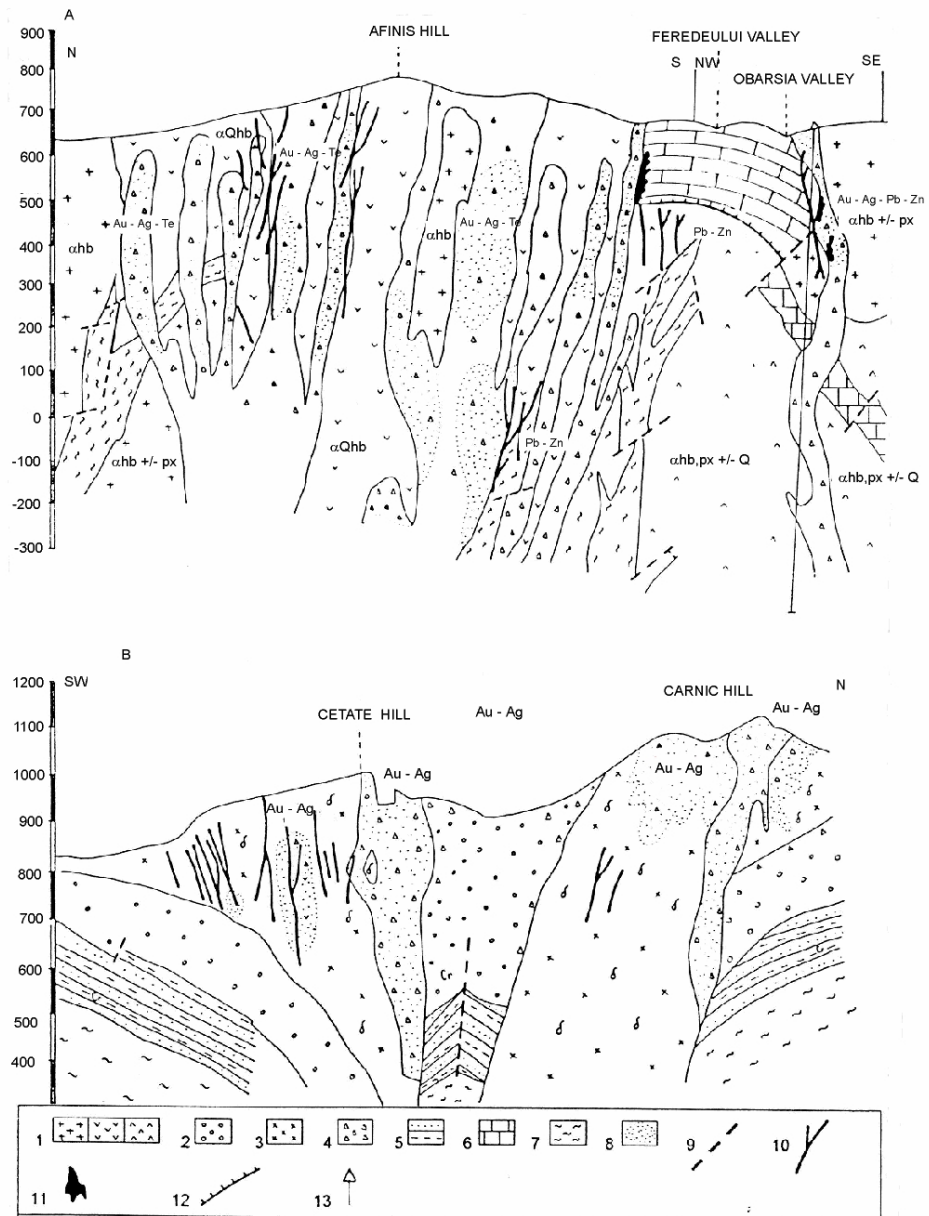 A
900
AFINIS HILL
FEREDEULUI VALLEY
N
S NW
SE
800
OBARSIA VALLEY
700
αQhb
600
Au - Ag - Te
500
Au - Ag - Te
αhb
Au - Ag - Te
Au - Ag - Pb - Zn
αhb +/- px
400
αhb
Pb - Zn
300
200
100
0
αQhb
Pb - Zn
-100
αhb +/- px
αhb,px +/- Q
αhb,px +/- Q
-200
-300
B
1200
SW
CARNIC HILL
N
1100
CETATE HILL
Au - Ag
Au - Ag
1000
Au - Ag
Au - Ag
900
Au - Ag
800
700
600
Cr
500
400
1 2 3 4 5 6 7 8 9 10
11 12 13